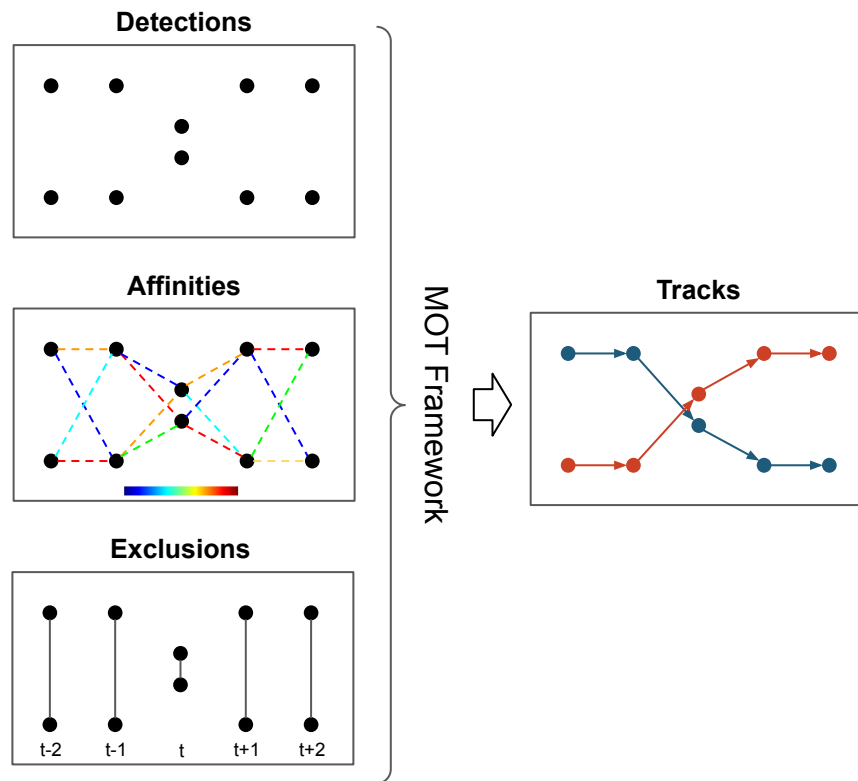 Detections
Affinities
Exclusions
t-2 t-1 t t+1 t+2
MOT Framework
Tracks